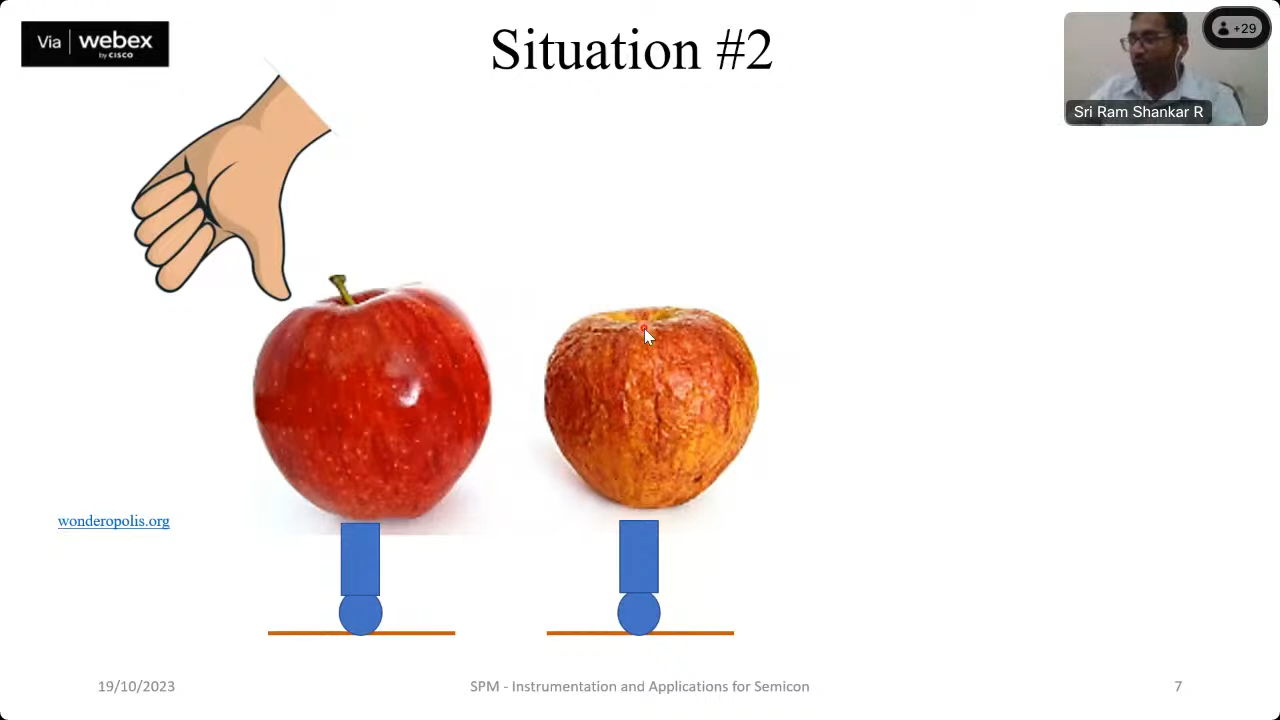 Via | webex
by CISCO
Situation #2
+29
Sri Ram Shankar R
wonderopolis.org
19/10/2023
SPM - Instrumentation and Applications for Semicon
7